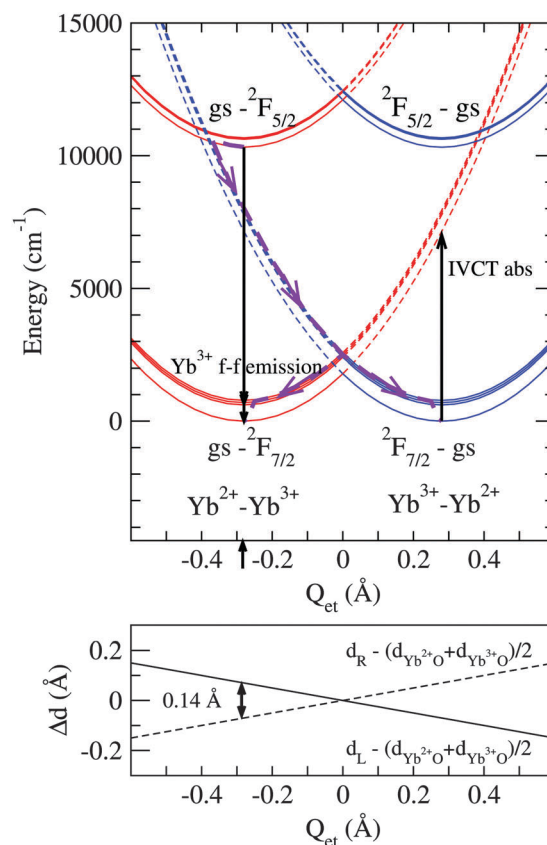 15000
gs -²F₅/₂ ²F₅/₂ - gs
10000
Energy (cm⁻¹)
IVCT abs
5000
Yb³⁺ f-f emission
0
gs -²F₇/₂ ²F₇/₂ - gs
Yb²⁺-Yb³⁺ Yb³⁺-Yb²⁺
-0.4 -0.2 0 0.2 0.4
Qₑₜ (Å)
0.2
d_R - (d_Yb²⁺O+d_Yb³⁺O)/2
Δd (Å)
0 0.14 Å
-0.2
d_L - (d_Yb²⁺O+d_Yb³⁺O)/2
-0.4 -0.2 0 0.2 0.4
Qₑₜ (Å)